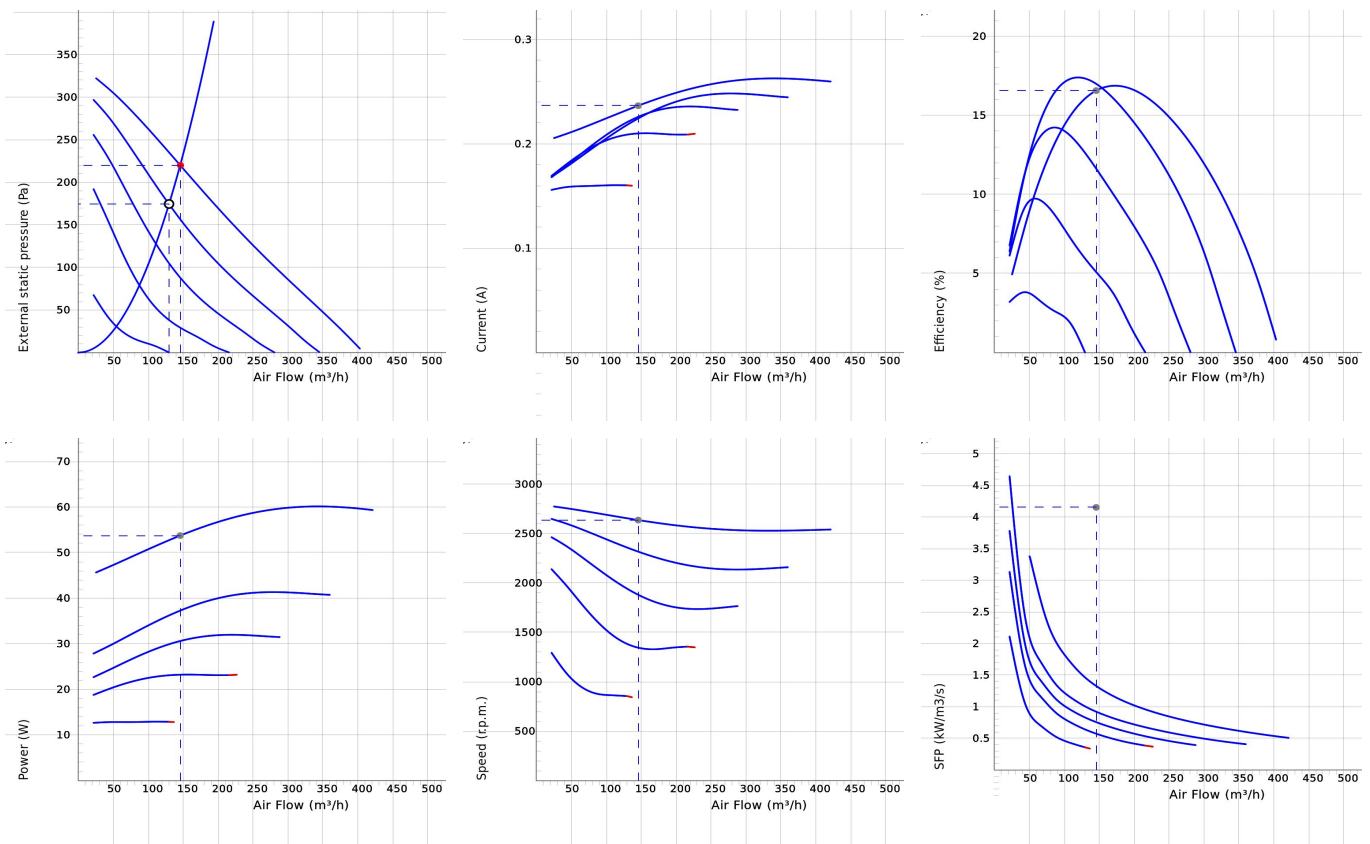 External static pressure (Pa)
350
300
250
200
150
100
50
50 100 150 200 250 300 350 400 450 500
Air Flow (m³/h)
Current (A)
0.3
0.2
0.1
50 100 150 200 250 300 350 400 450 500
Air Flow (m³/h)
Efficiency (%)
20
15
10
5
50 100 150 200 250 300 350 400 450 500
Air Flow (m³/h)
Power (W)
70
60
50
40
30
20
10
50 100 150 200 250 300 350 400 450 500
Air Flow (m³/h)
Speed (r.p.m.)
3000
2500
2000
1500
1000
500
50 100 150 200 250 300 350 400 450 500
Air Flow (m³/h)
SFP (kW/m3/s)
5
4.5
4
3.5
3
2.5
2
1.5
1
0.5
50 100 150 200 250 300 350 400 450 500
Air Flow (m³/h)